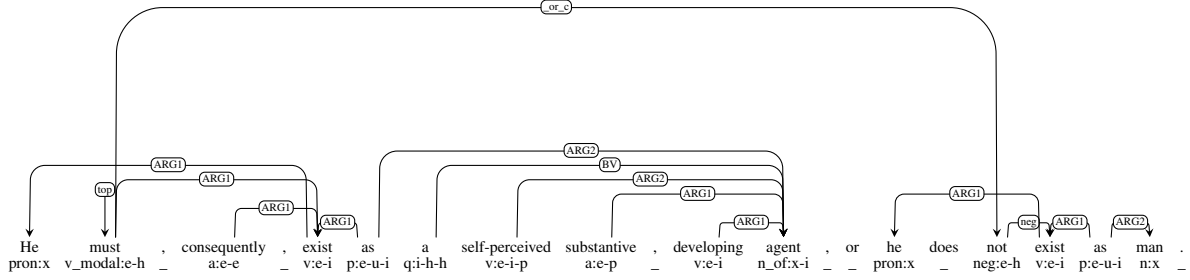 _or_c
ARG2
ARG1 BV
top ARG1 ARG2
ARG1 ARG1
ARG1 ARG1 ARG1 neg ARG1 ARG2
He must , consequently , exist as a self-perceived substantive , developing agent , or he does not exist as man .
pron:x v_modal:e-h _ a:e-e _ v:e-i p:e-u-i q:i-h-h v:e-i-p a:e-p _ v:e-i n_of:x-i _ _ pron:x _ neg:e-h v:e-i p:e-u-i n:x _